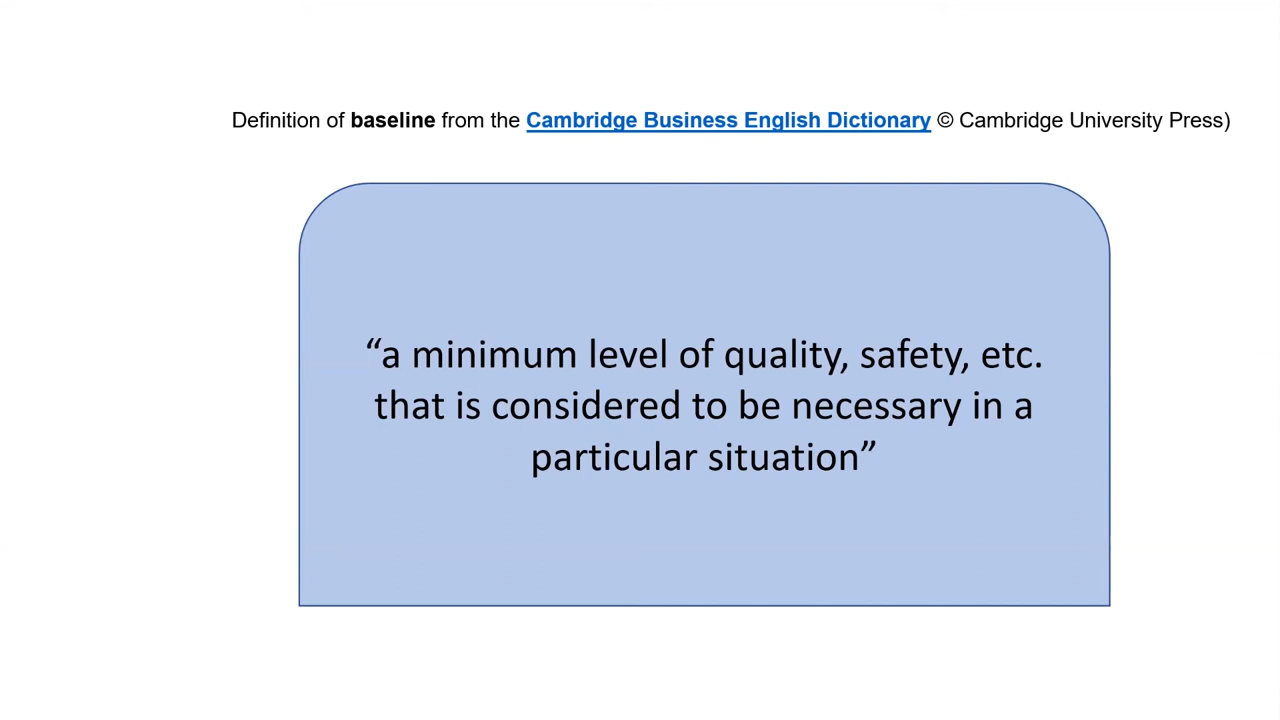 Definition of baseline from the Cambridge Business English Dictionary © Cambridge University Press)
“a minimum level of quality, safety, etc.
that is considered to be necessary in a
particular situation”